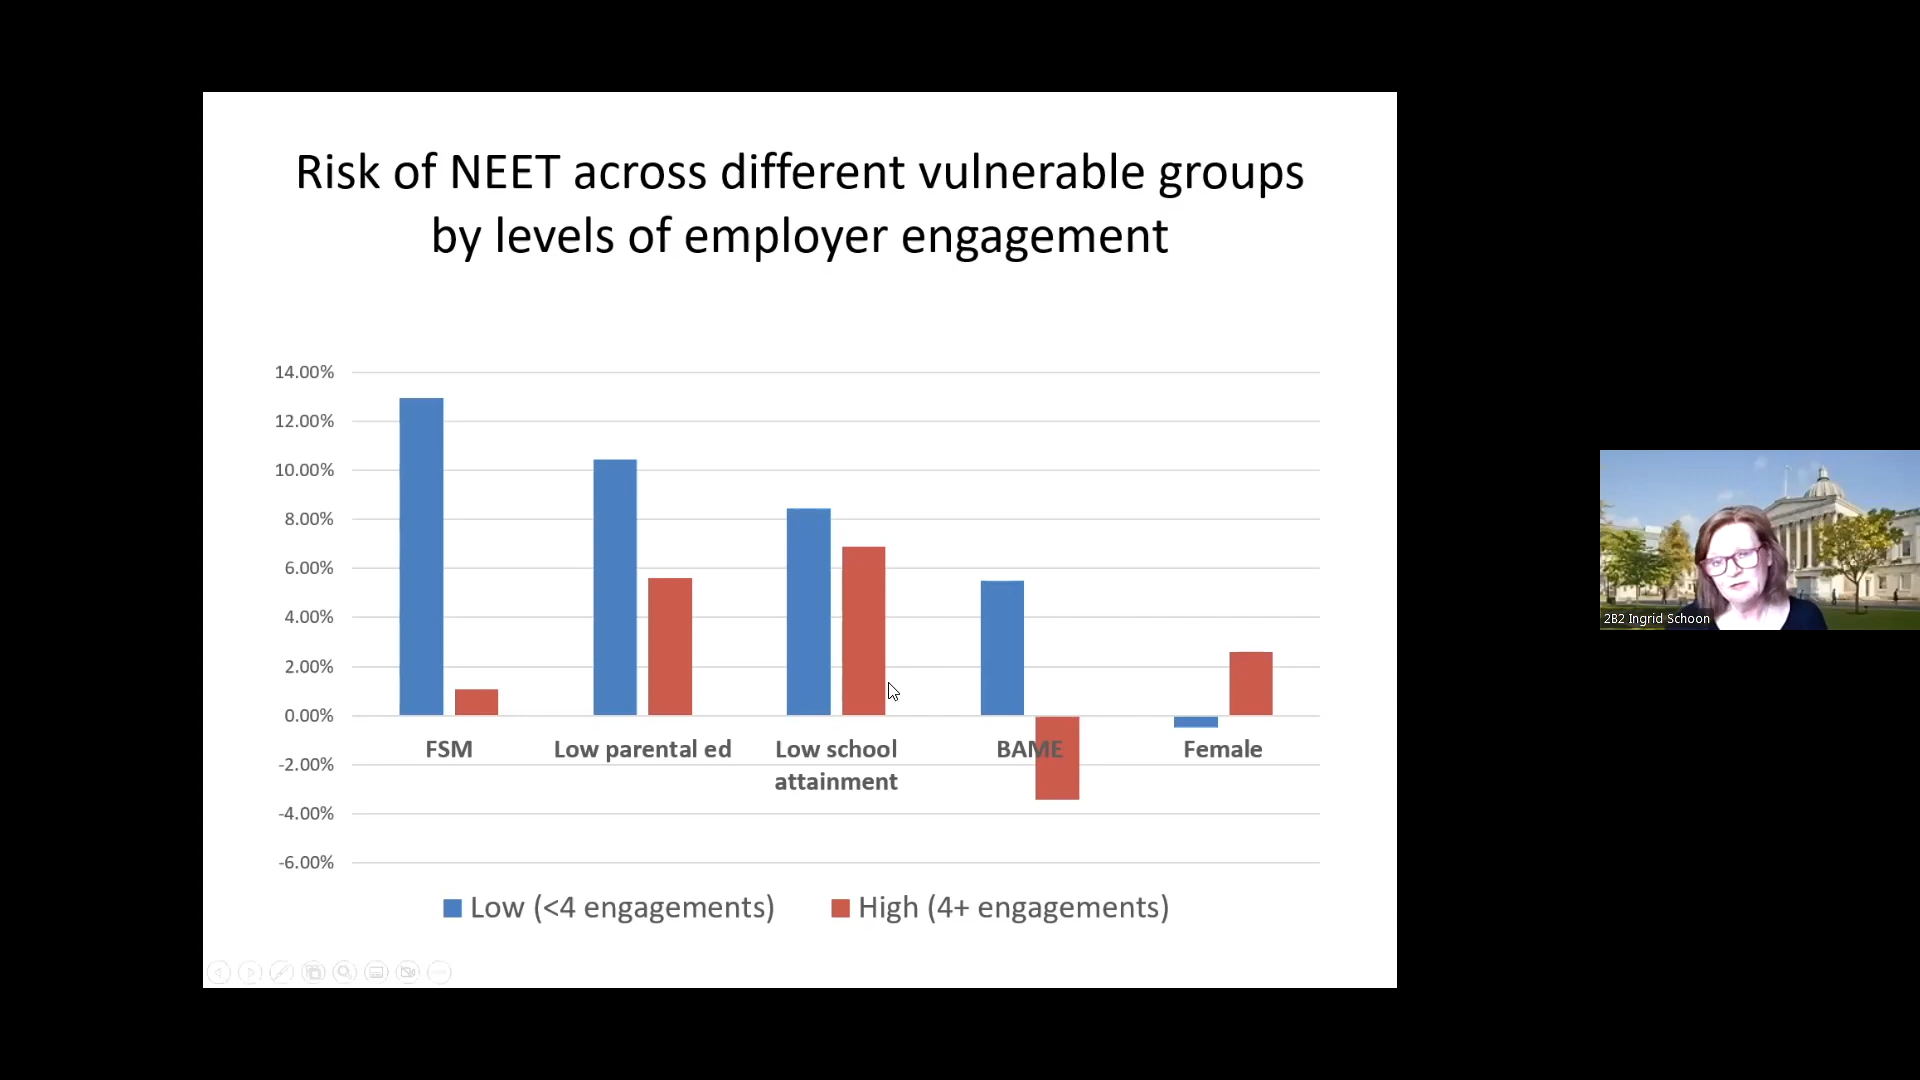 Risk of NEET across different vulnerable groups
by levels of employer engagement
14.00%
12.00%
10.00%
8.00%
6.00%
4.00%
2.00%
0.00%
-2.00%
-4.00%
-6.00%
FSM
Low parental ed
Low school
attainment
BAME
Female
Low (<4 engagements)
High (4+ engagements)
2B2 Ingrid Schoon